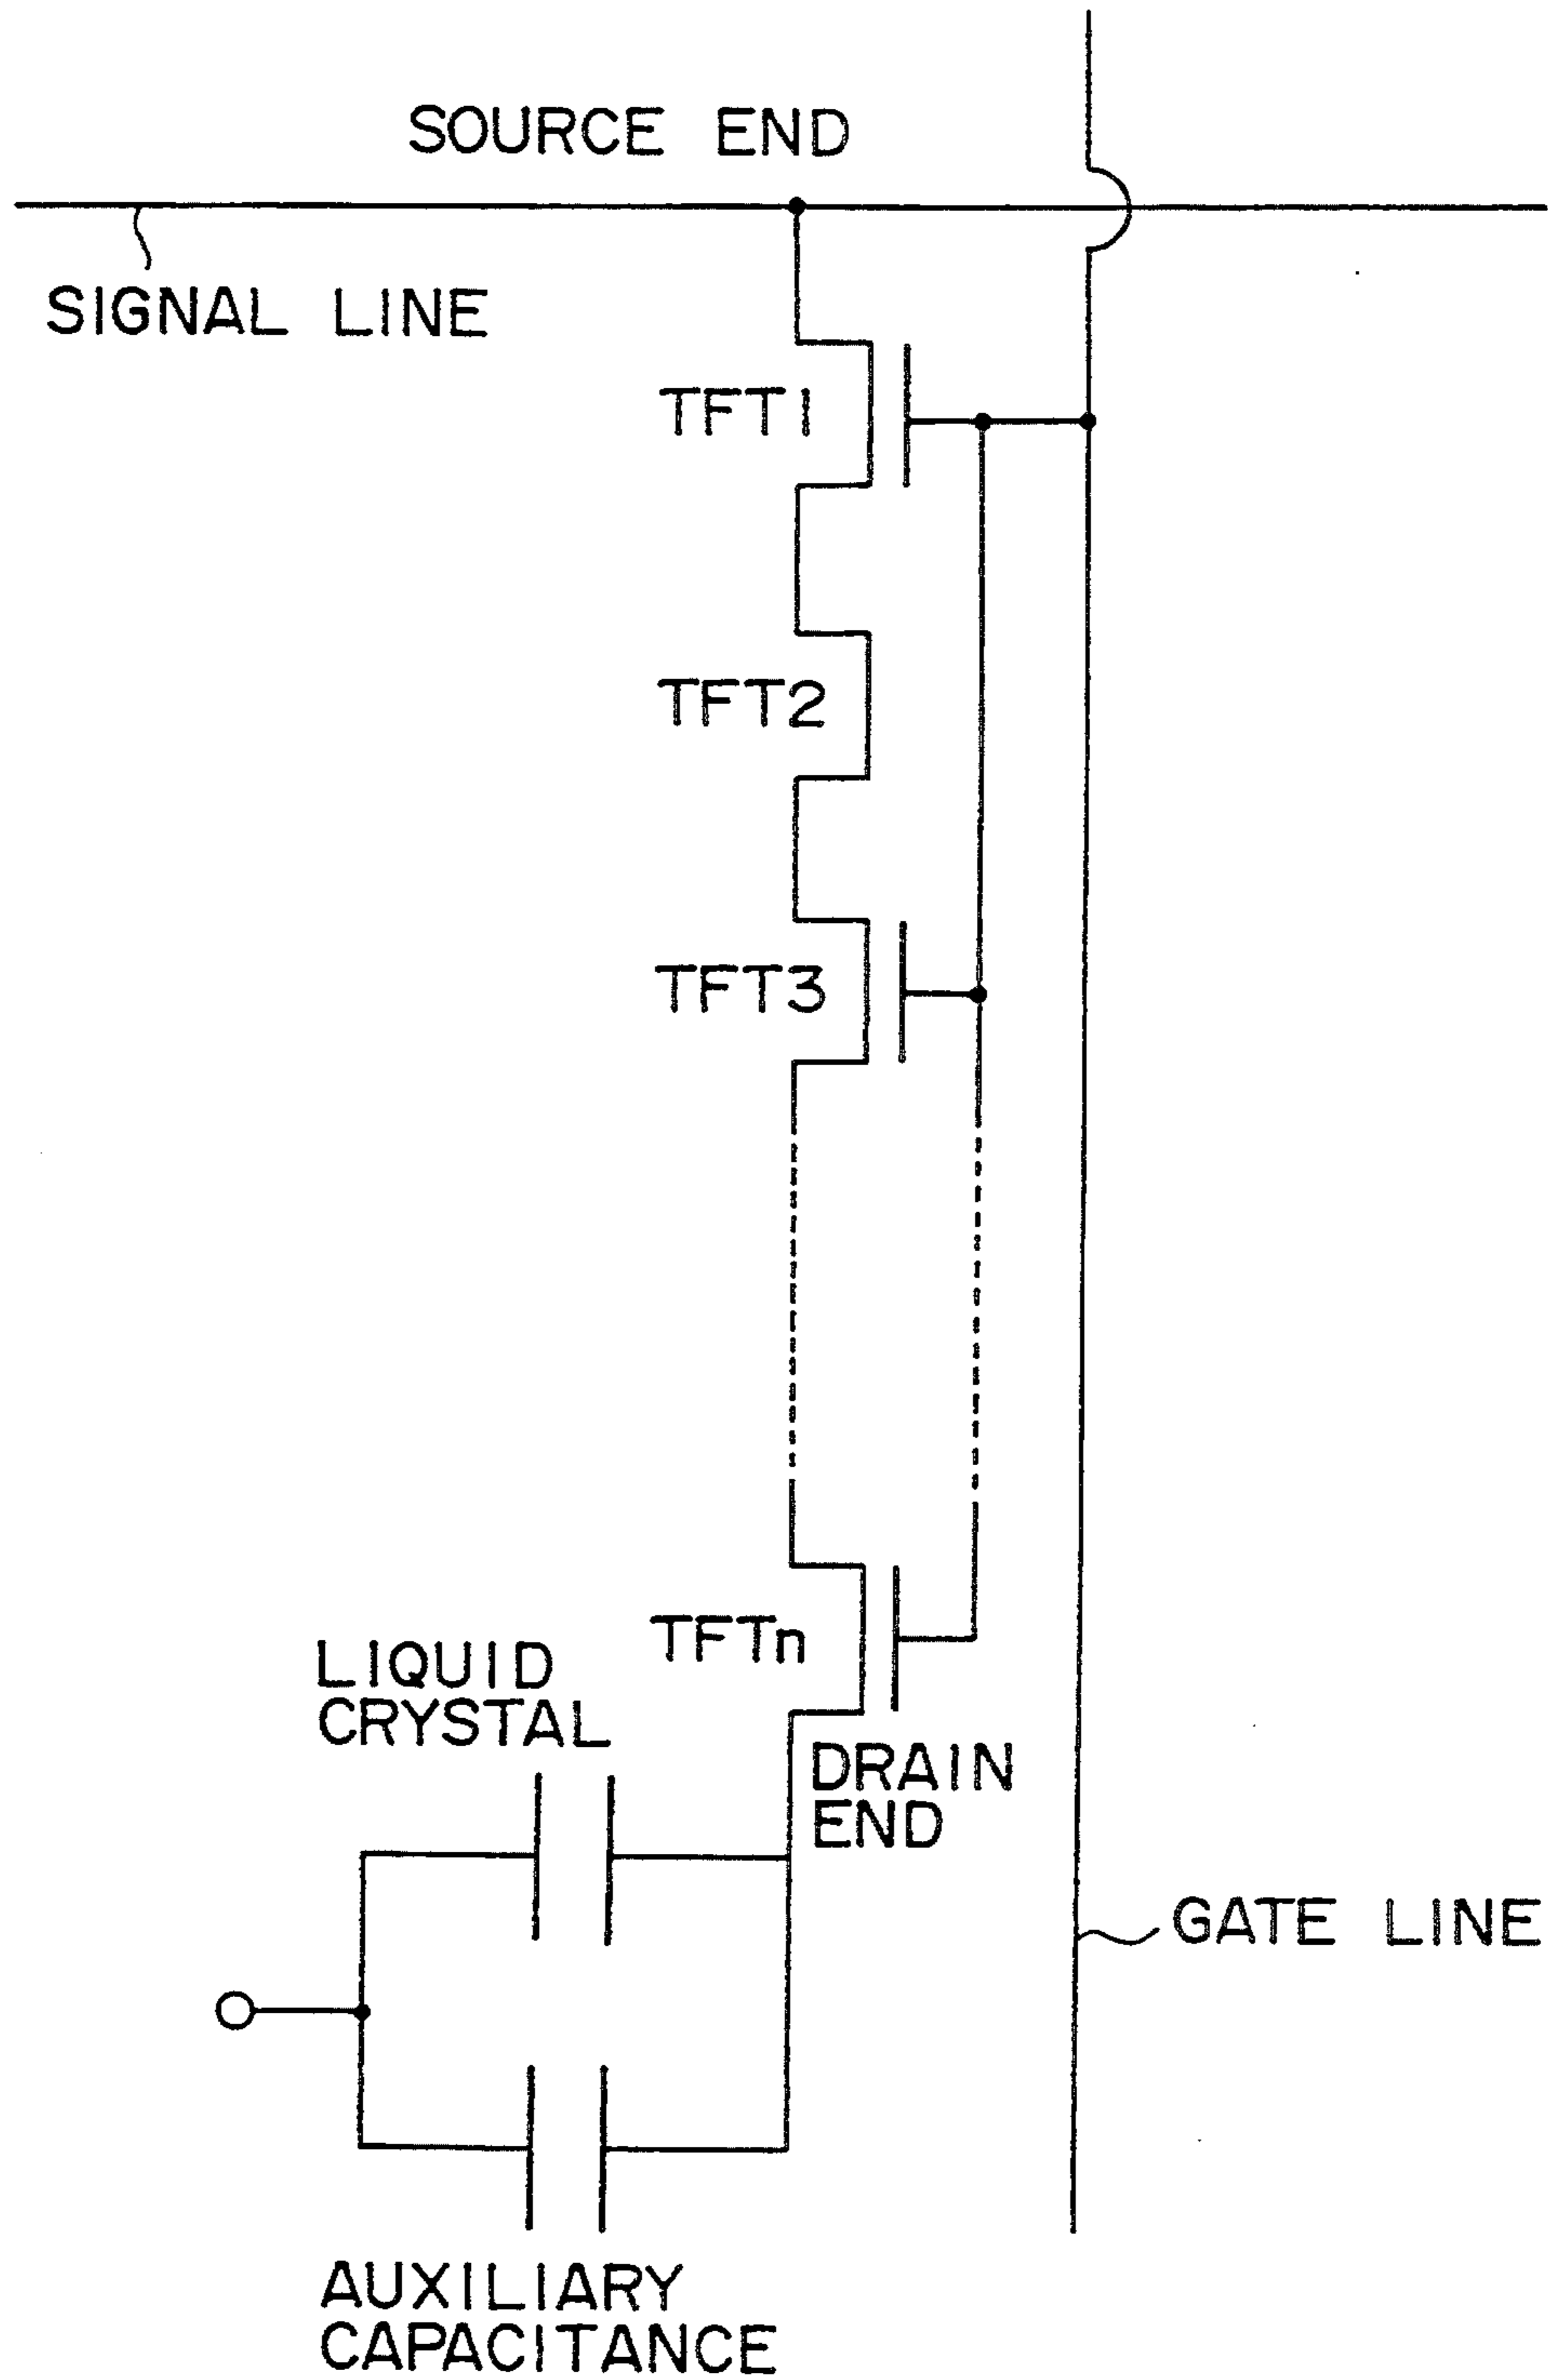 SOURCE END
SIGNAL LINE
TFT1
TFT2
TFT3
TFTn
LIQUID
CRYSTAL
DRAIN
END
GATE LINE
AUXILIARY
CAPACITANCE